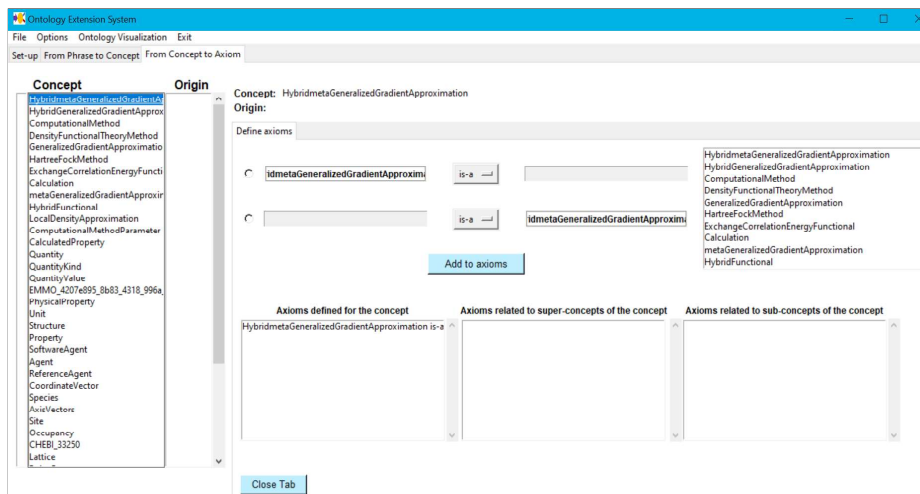 Ontology Extension System
File Options Ontology Visualization Exit
Set-up From Phrase to Concept From Concept to Axiom
Concept Origin
HybridmetaGeneralizedGradientAp
HybridGeneralizedGradientApprox
ComputationalMethod
DensityFunctionalTheoryMethod
GeneralizedGradientApproximatio
HartreeFockMethod
ExchangeCorrelationEnergyFuncti
Calculation
metaGeneralizedGradientApproxir
HybridFunctional
LocalDensityApproximation
ComputationalMethodParameter
CalculatedProperty
Quantity
QuantityKind
QuantityValue
EMMO_4207e895_8b83_4318_996a_
PhysicalProperty
Unit
Structure
Property
SoftwareAgent
Agent
ReferenceAgent
CoordinateVector
Species
AxisVectors
Site
Occupancy
CHEBI_33250
Lattice
Concept: HybridmetaGeneralizedGradientApproximation
Origin:
Define axioms
idmetaGeneralizedGradientApproxima is-a
is-a idmetaGeneralizedGradientApproxima
Add to axioms
HybridmetaGeneralizedGradientApproximation
HybridGeneralizedGradientApproximation
ComputationalMethod
DensityFunctionalTheoryMethod
GeneralizedGradientApproximation
HartreeFockMethod
ExchangeCorrelationEnergyFunctional
Calculation
metaGeneralizedGradientApproximation
HybridFunctional
Axioms defined for the concept Axioms related to super-concepts of the concept Axioms related to sub-concepts of the concept
HybridmetaGeneralizedGradientApproximation is-a
Close Tab